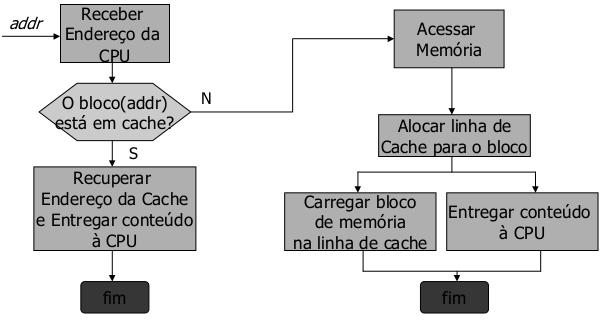 addr
Receber
Endereço da
CPU
O bloco(addr)
está em cache?
N
S
Recuperar
Endereço da Cache
e Entregar conteúdo
à CPU
fim
Acessar
Memória
Alocar linha de
Cache para o bloco
Carregar bloco
de memória
na linha de cache
Entregar conteúdo
à CPU
fim